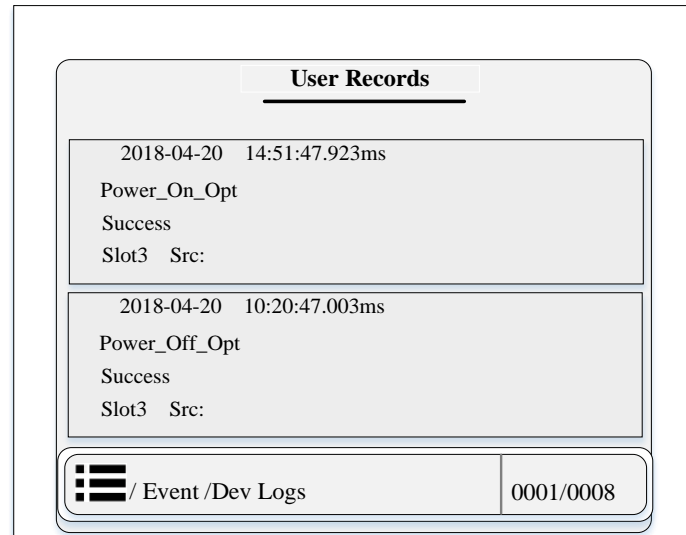 User Records
2018-04-20 14:51:47.923ms
Power_On_Opt
Success
Slot3 Src:
2018-04-20 10:20:47.003ms
Power_Off_Opt
Success
Slot3 Src:
/ Event /Dev Logs 0001/0008